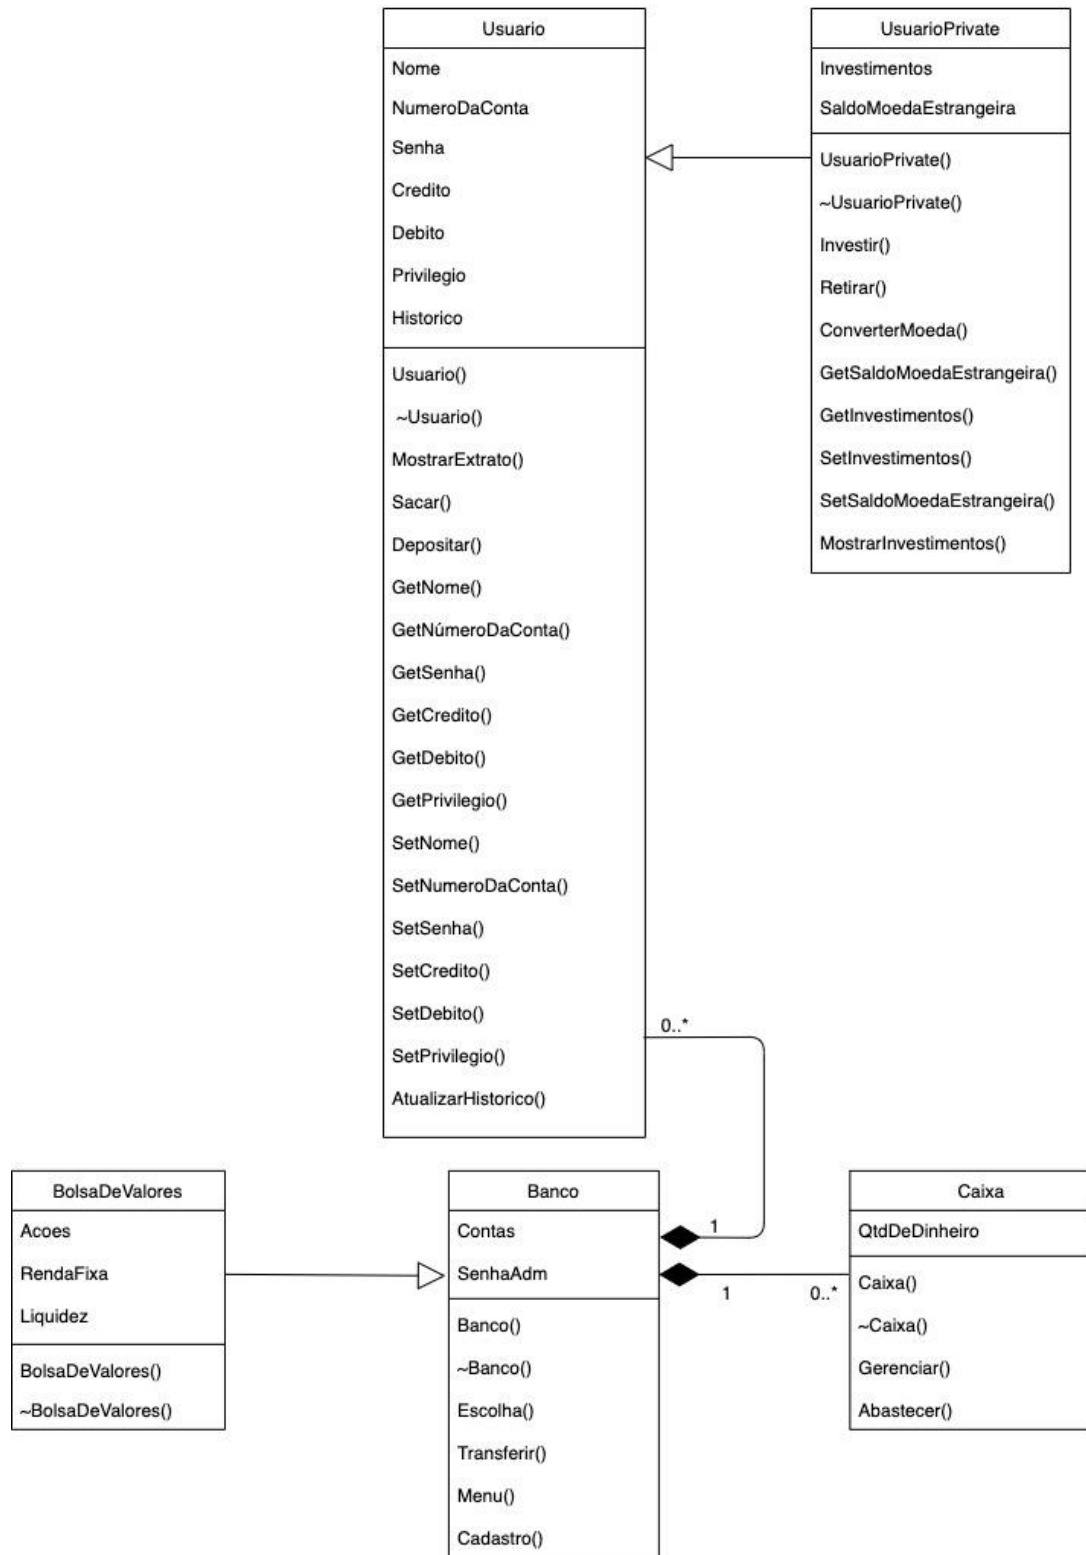 Usuario
Nome
NumeroDaConta
Senha
Credito
Debito
Privilegio
Historico
Usuario()
~Usuario()
MostrarExtrato()
Sacar()
Depositar()
GetNome()
GetNúmeroDaConta()
GetSenha()
GetCredito()
GetDebito()
GetPrivilegio()
SetNome()
SetNumeroDaConta()
SetSenha()
SetCredito()
SetDebito()
SetPrivilegio()
AtualizarHistorico()
UsuarioPrivate
Investimentos
SaldoMoedaEstrangeira
UsuarioPrivate()
~UsuarioPrivate()
Investir()
Retirar()
ConverterMoeda()
GetSaldoMoedaEstrangeira()
GetInvestimentos()
SetInvestimentos()
SetSaldoMoedaEstrangeira()
MostrarInvestimentos()
0..*
BolsaDeValores
Acoes
RendaFixa
Liquidez
BolsaDeValores()
~BolsaDeValores()
Banco
Contas
SenhaAdm
Banco()
~Banco()
Escolha()
Transferir()
Menu()
Cadastro()
1
1
0..*
Caixa
QtdDeDinheiro
Caixa()
~Caixa()
Gerenciar()
Abastecer()